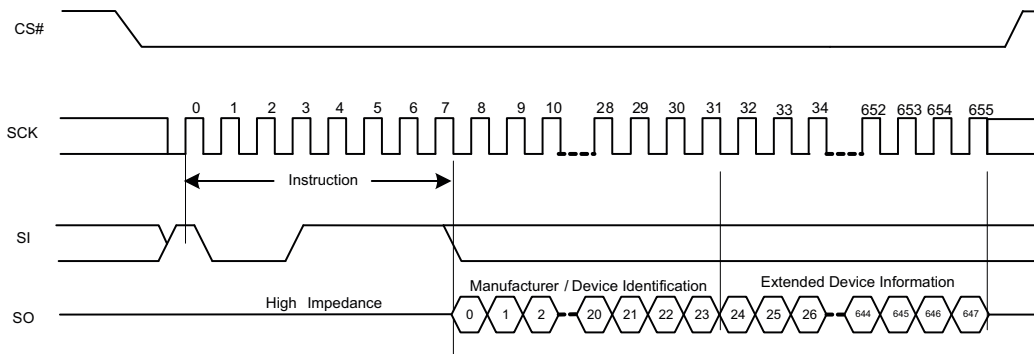 CS#
0 1 2 3 4 5 6 7 8 9 10 28 29 30 31 32 33 34 652 653 654 655
SCK
Instruction
SI
Manufacturer / Device Identification Extended Device Information
High Impedance
SO 0 1 2 20 21 22 23 24 25 26 644 645 646 647